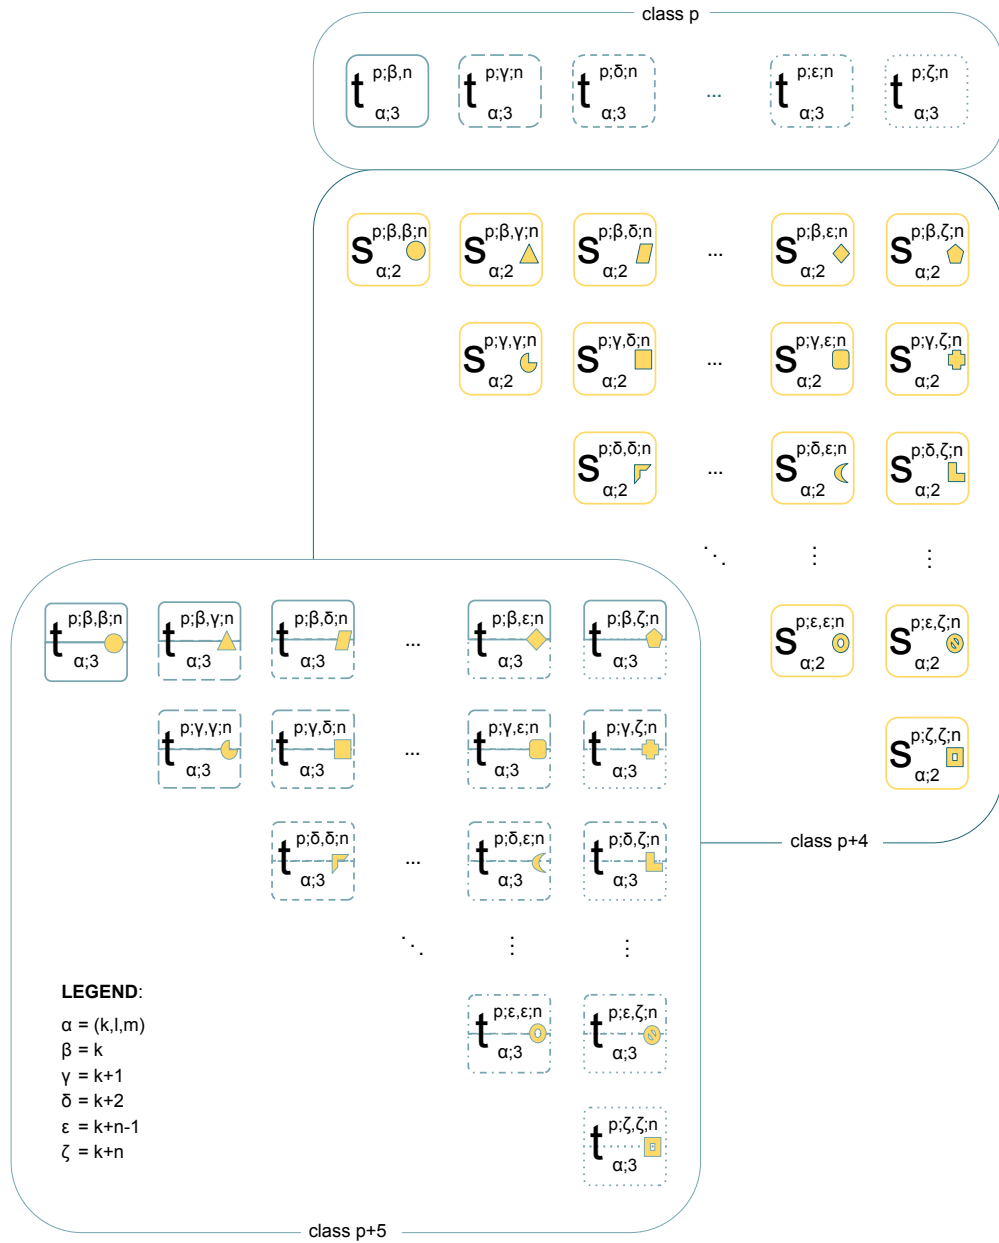 class p
t p;β,n α;3
t p;γ;n α;3
t p;δ;n α;3
...
t p;ε;n α;3
t p;ζ;n α;3
s p;β,β;n α;2
s p;β,γ;n α;2
s p;β,δ;n α;2
...
s p;β,ε;n α;2
s p;β,ζ;n α;2
s p;γ,γ;n α;2
s p;γ,δ;n α;2
...
s p;γ,ε;n α;2
s p;γ,ζ;n α;2
s p;δ,δ;n α;2
...
s p;δ,ε;n α;2
s p;δ,ζ;n α;2
s p;ε,ε;n α;2
s p;ε,ζ;n α;2
s p;ζ,ζ;n α;2
class p+4
t p;β,β;n α;3
t p;β,γ;n α;3
t p;β,δ;n α;3
...
t p;β,ε;n α;3
t p;β,ζ;n α;3
t p;γ,γ;n α;3
t p;γ,δ;n α;3
...
t p;γ,ε;n α;3
t p;γ,ζ;n α;3
t p;δ,δ;n α;3
...
t p;δ,ε;n α;3
t p;δ,ζ;n α;3
t p;ε,ε;n α;3
t p;ε,ζ;n α;3
t p;ζ,ζ;n α;3
LEGEND:
α = (k,l,m)
β = k
γ = k+1
δ = k+2
ε = k+n-1
ζ = k+n
class p+5